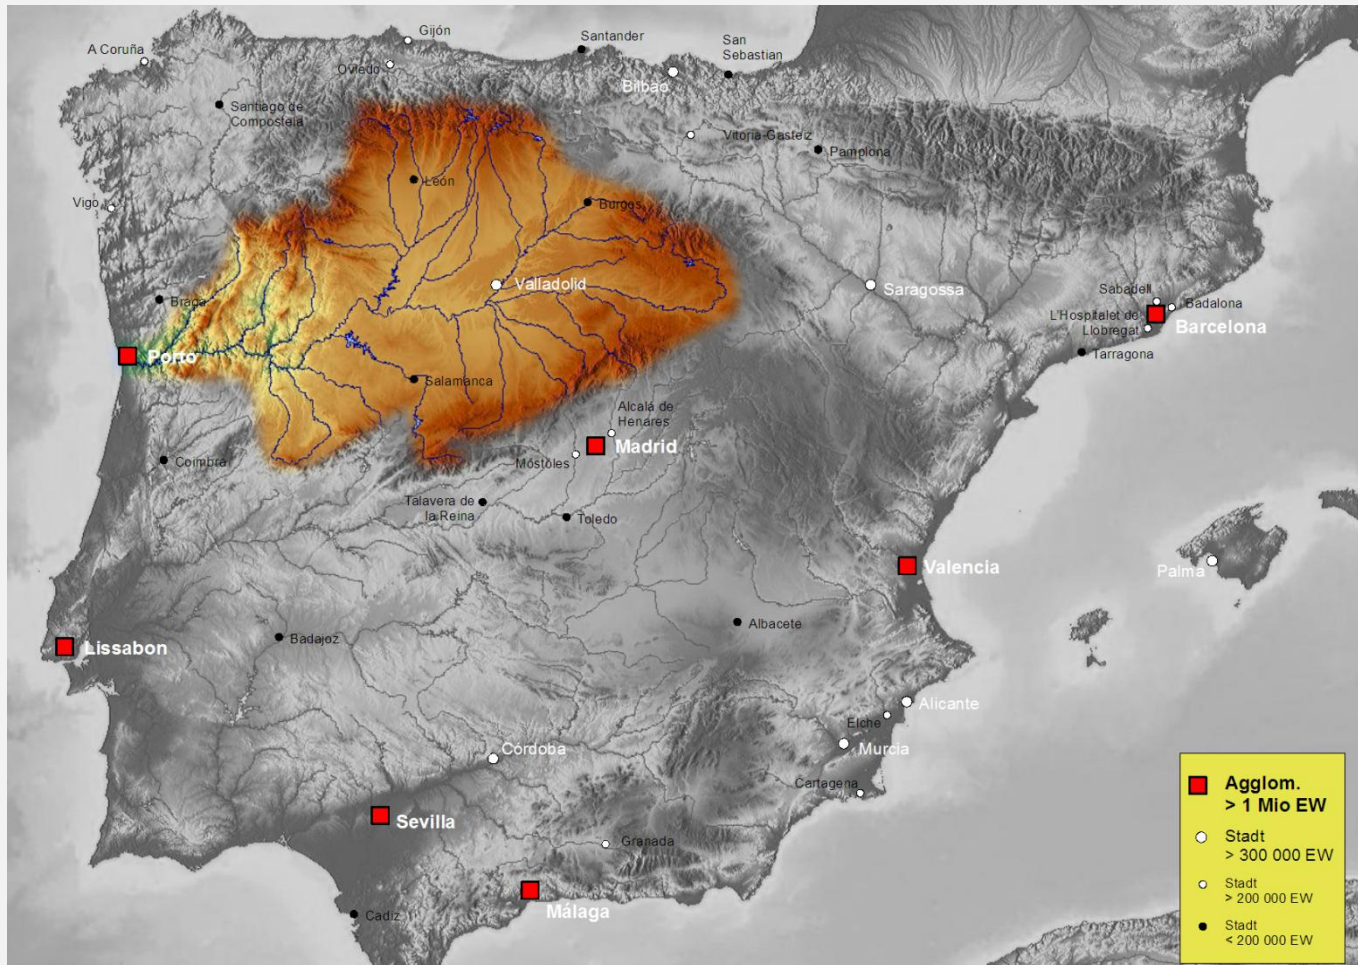 Gijón
A Coruña
Oviedo
Santander
San
Sebastian
Bilbao
Santiago de
Compostela
Vitoria-Gasteiz
Pamplona
León
Vigo
Burgos
Valladolid
Saragossa
Braga
Sabadell
Badalona
L'Hospitalet de
Llobregat
Barcelona
Tarragona
Porto
Salamanca
Alcalá de
Henares
Madrid
Móstoles
Coimbra
Talavera de
la Reina
Toledo
Valencia
Palma
Albacete
Badajoz
Lissabon
Alicante
Elche
Murcia
Córdoba
Cartagena
Sevilla
Granada
Málaga
Cadiz
Agglom.
> 1 Mio EW
Stadt
> 300 000 EW
Stadt
> 200 000 EW
Stadt
< 200 000 EW